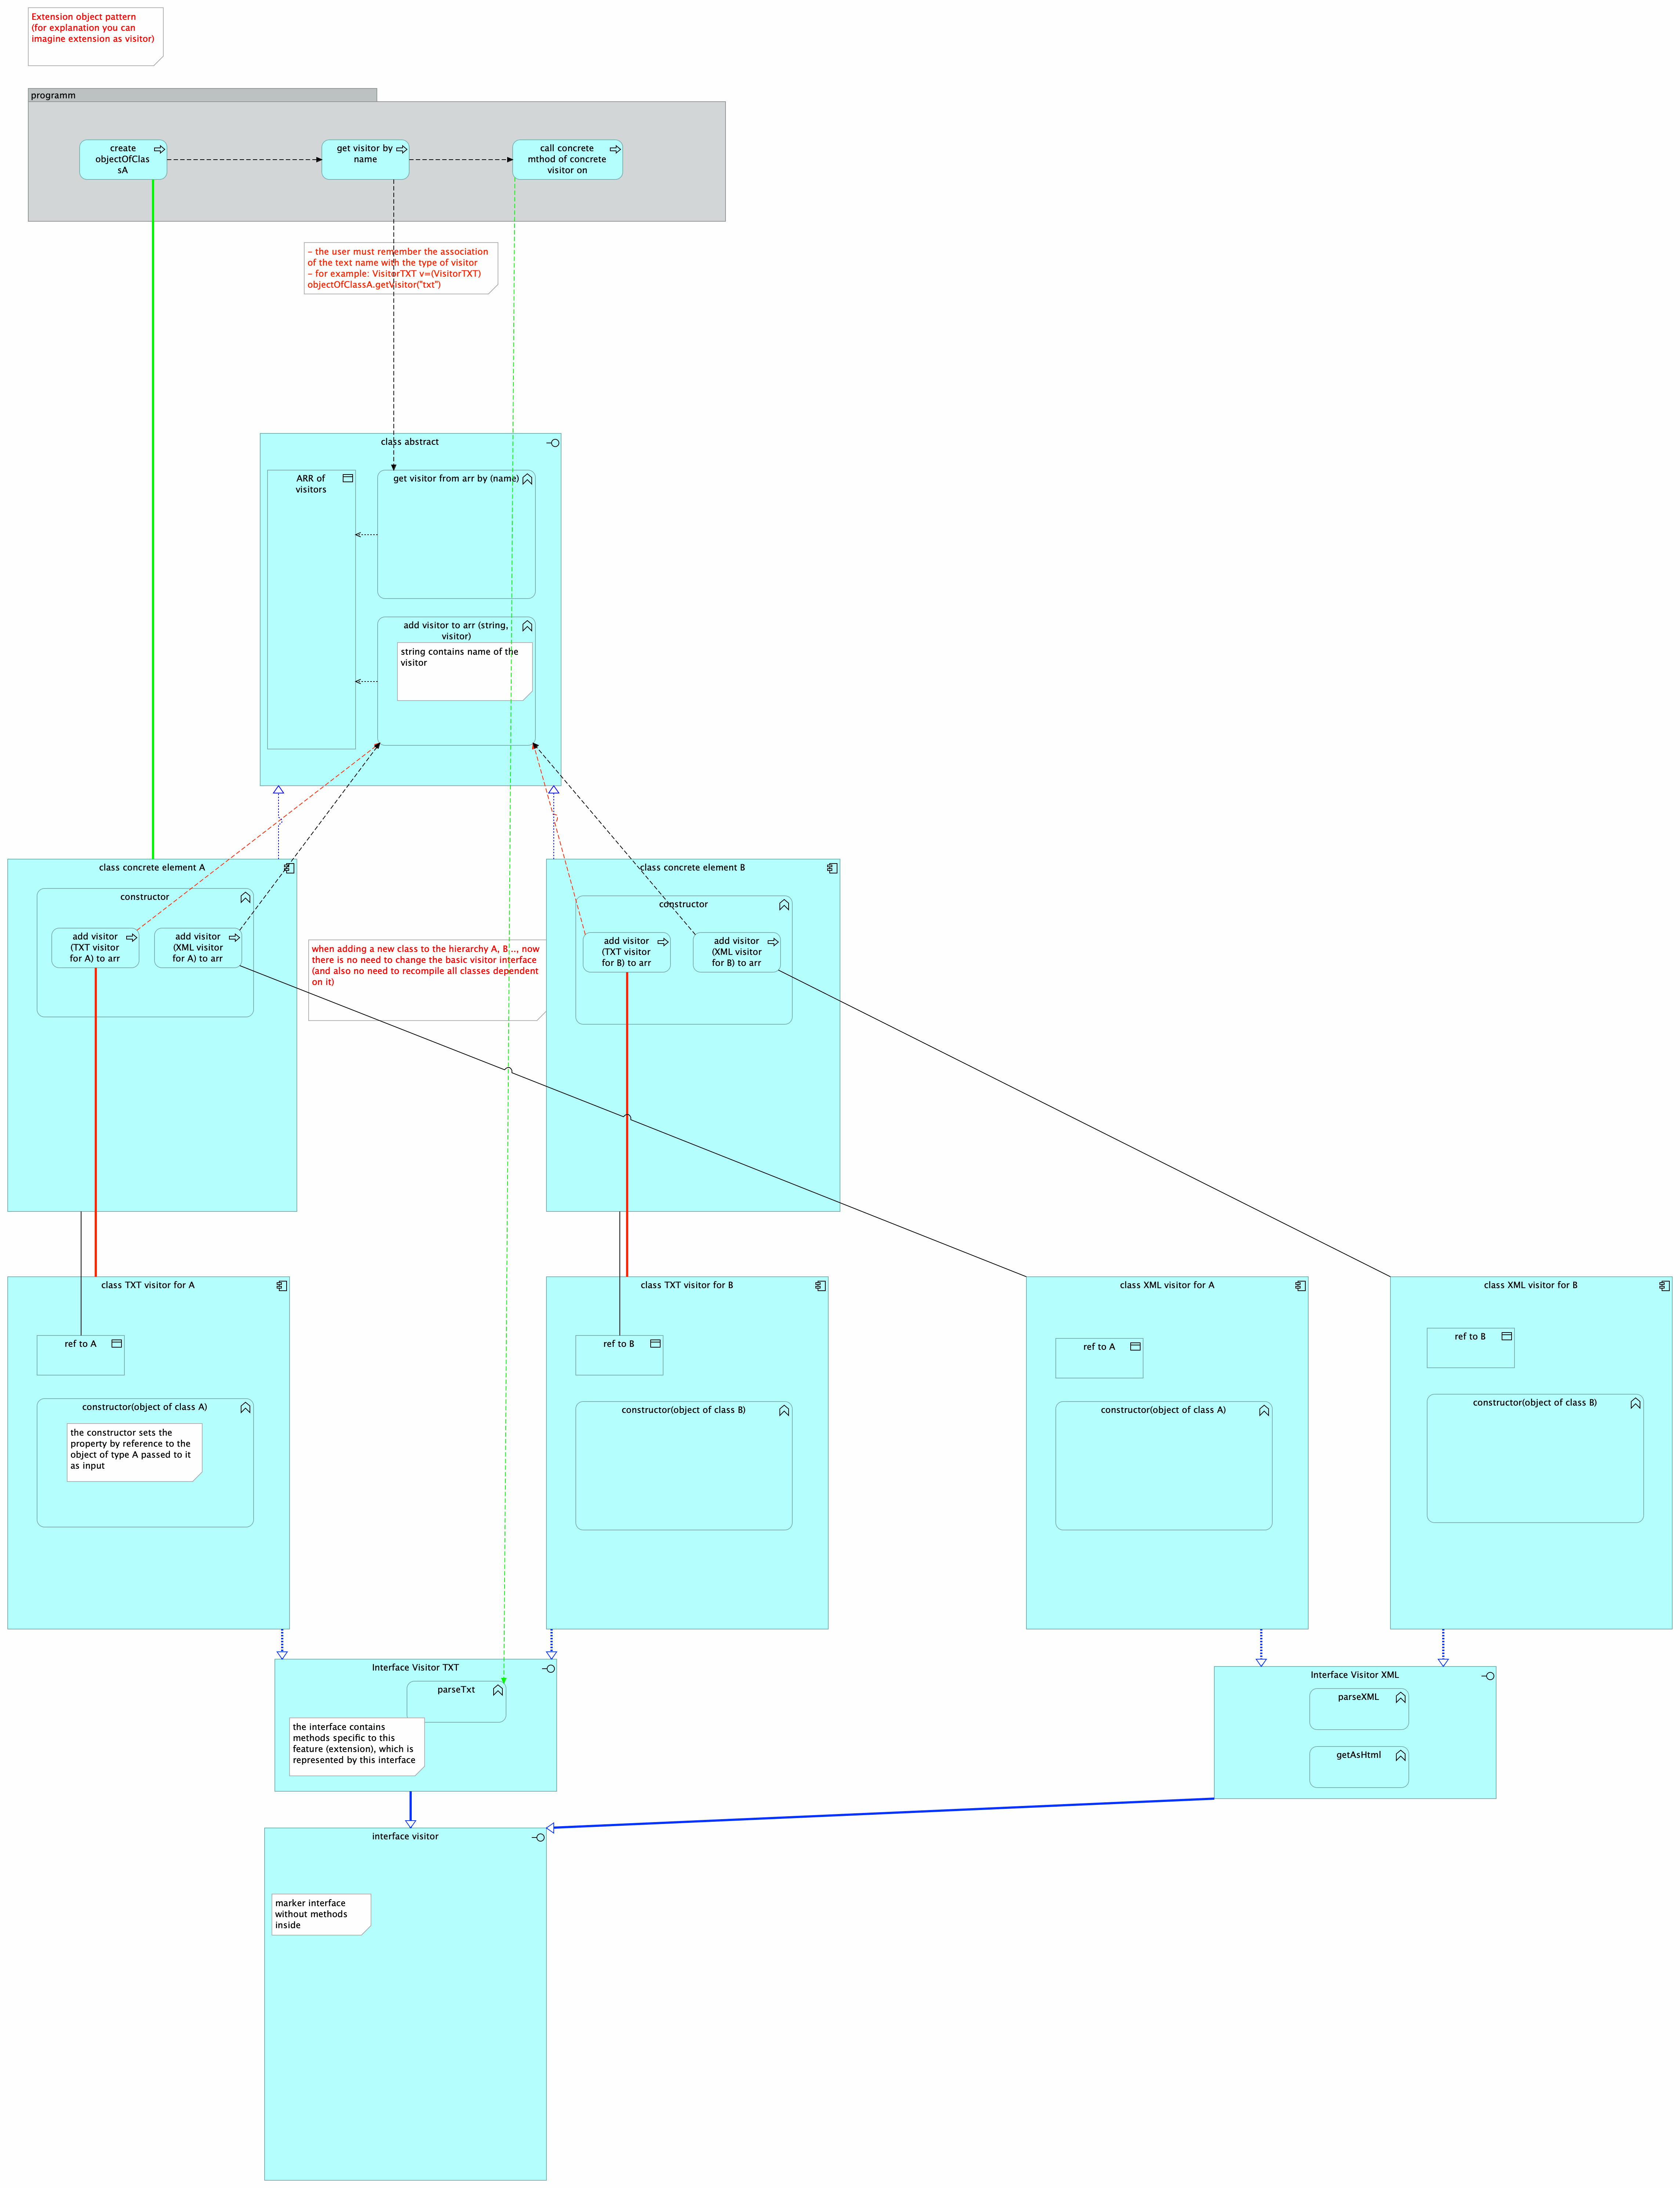 Extension object pattern
(for explanation you can
imagine extension as visitor)
programm
create
objectOfClas
sA
get visitor by
name
call concrete
mthod of concrete
visitor on
- the user must remember the association
of the text name with the type of visitor
- for example: VisitorTXT v=(VisitorTXT)
objectOfClassA.getVisitor("txt")
class abstract
ARR of
visitors
get visitor from arr by (name)
add visitor to arr (string,
visitor)
string contains name of the
visitor
class concrete element A
constructor
add visitor
(TXT visitor
for A) to arr
add visitor
(XML visitor
for A) to arr
when adding a new class to the hierarchy A, B..., now
there is no need to change the basic visitor interface
(and also no need to recompile all classes dependent
on it)
class concrete element B
constructor
add visitor
(TXT visitor
for B) to arr
add visitor
(XML visitor
for B) to arr
class TXT visitor for A
ref to A
constructor(object of class A)
the constructor sets the
property by reference to the
object of type A passed to it
as input
class TXT visitor for B
ref to B
constructor(object of class B)
class XML visitor for A
ref to A
constructor(object of class A)
class XML visitor for B
ref to B
constructor(object of class B)
Interface Visitor TXT
parseTxt
the interface contains
methods specific to this
feature (extension), which is
represented by this interface
Interface Visitor XML
parseXML
getAsHtml
interface visitor
marker interface
without methods
inside